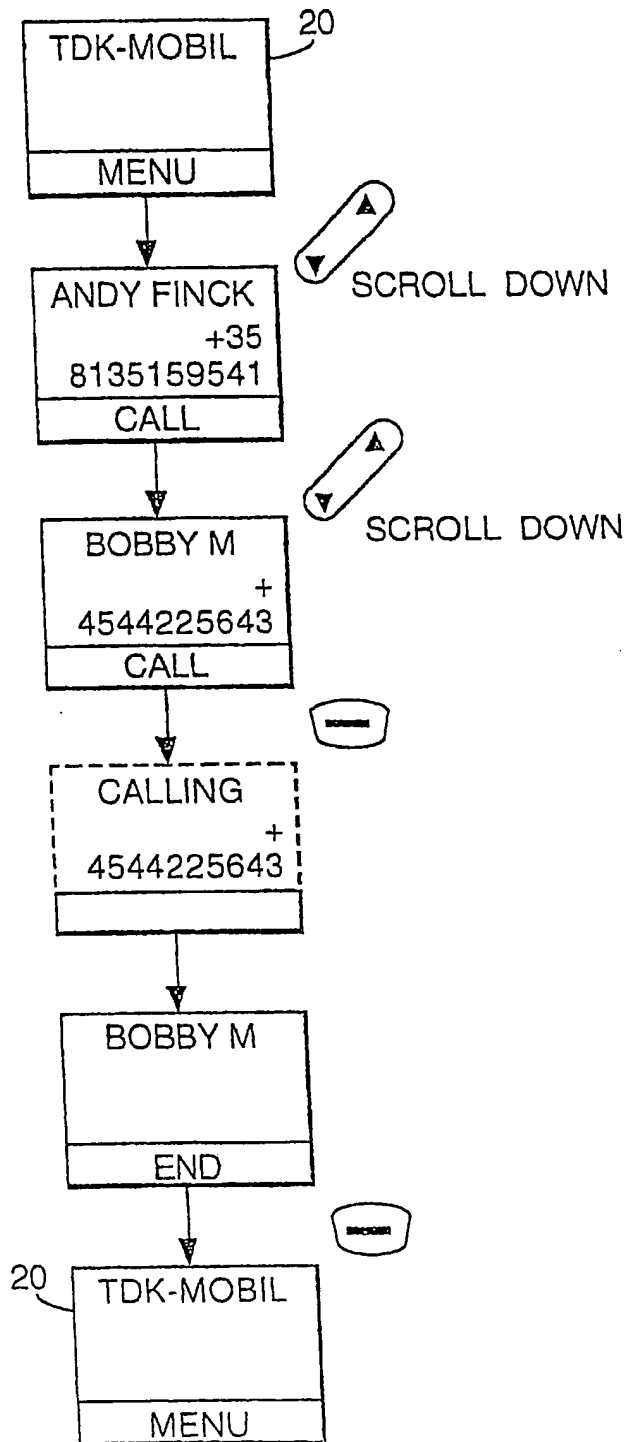 TDK-MOBIL
20
MENU
ANDY FINCK
+35
8135159541
CALL
SCROLL DOWN
BOBBY M
+
4544225643
CALL
SCROLL DOWN
CALLING
+
4544225643
BOBBY M
END
20
TDK-MOBIL
MENU